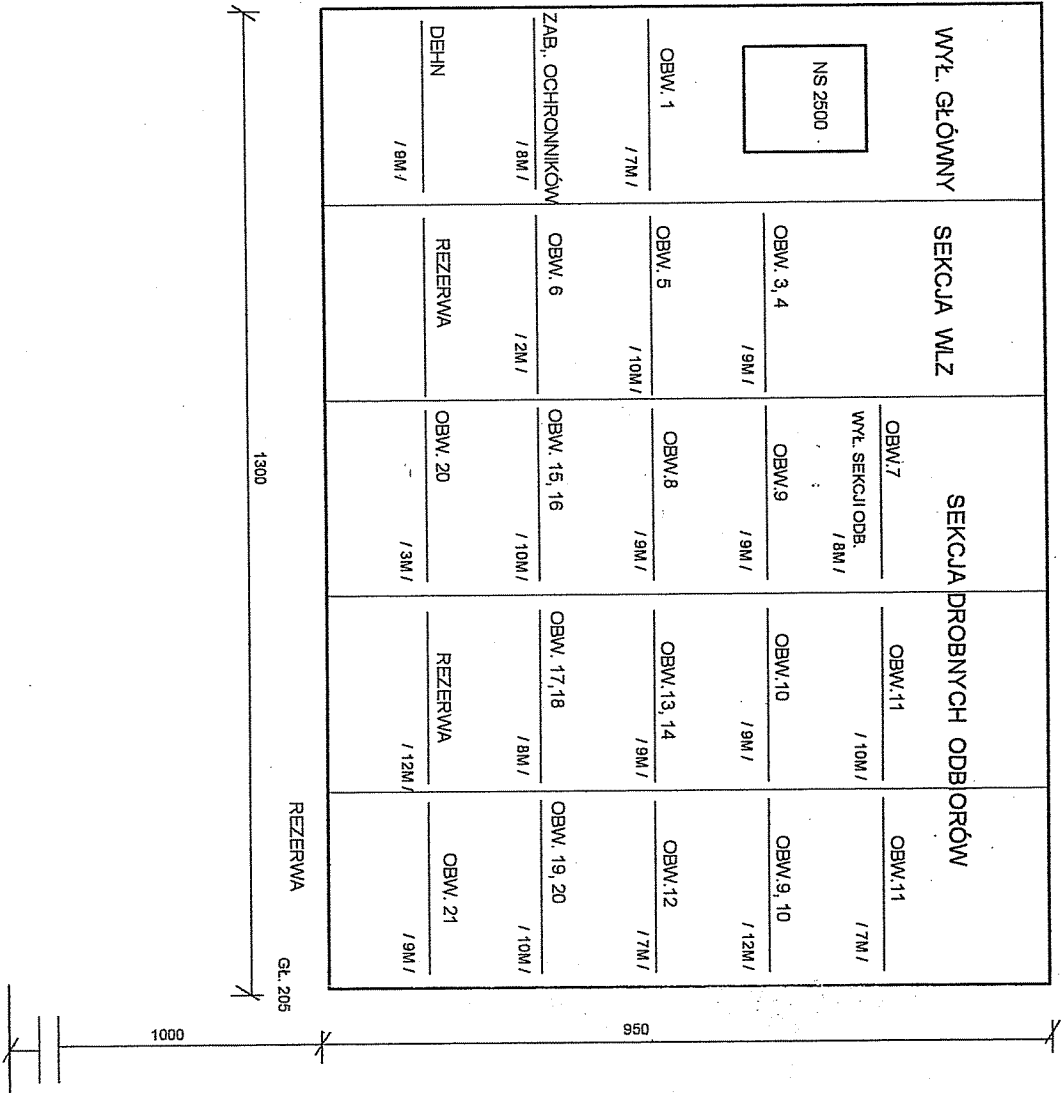 WYŁ. GŁÓWNY
NS 2500
OBW. 1
/ 7M /
ZAB,. OCHRONNIKÓW
/ 8M /
DEHN
/ 9M /
SEKCJA WLZ
OBW. 3, 4
/ 9M /
OBW. 5
/ 10M /
OBW. 6
/ 2M /
REZERWA
SEKCJA DROBNYCH ODBIORÓW
OBW.7
WYŁ. SEKCJI ODB.
/ 8M /
OBW.9
/ 9M /
OBW.8
/ 9M /
OBW. 15, 16
/ 10M /
OBW. 20
/ 3M /
OBW.11
/ 10M /
OBW.10
/ 9M /
OBW.13, 14
/ 9M /
OBW. 17,18
/ 8M /
REZERWA
/ 12M /
OBW.11
/ 7M /
OBW.9, 10
/ 12M /
OBW.12
/ 7M /
OBW. 19, 20
/ 10M /
OBW. 21
/ 9M /
REZERWA
GŁ. 205
1300
950
1000